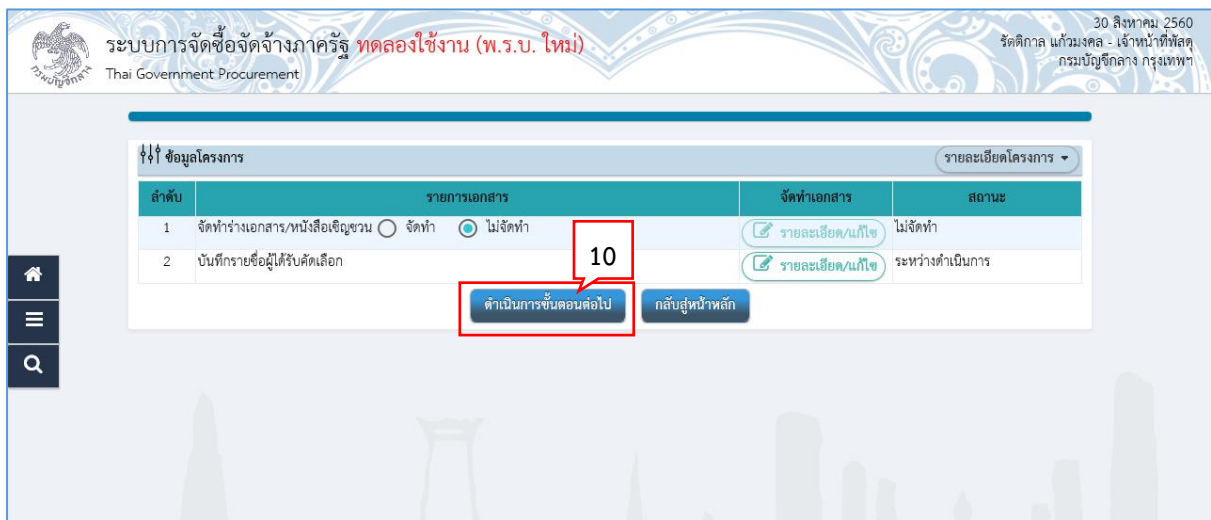 30 สิงหาคม 2560
ระบบการจัดซื้อจัดจ้างภาครัฐ ทดลองใช้งาน (พ.ร.บ. ใหม่)
รัตติกาล แก้วมงคล - เจ้าหน้าที่พัสดุ
Thai Government Procurement
กรมบัญชีกลาง กรุงเทพฯ
ข้อมูลโครงการ
รายละเอียดโครงการ
ลำดับ รายการเอกสาร จัดทำเอกสาร สถานะ
1 จัดทำร่างเอกสาร/หนังสือเชิญชวน จัดทำ ไม่จัดทำ รายละเอียด/แก้ไข ไม่จัดทำ
2 บันทึกรายชื่อผู้ได้รับคัดเลือก รายละเอียด/แก้ไข ระหว่างดำเนินการ
10
ดำเนินการขั้นตอนต่อไป กลับสู่หน้าหลัก